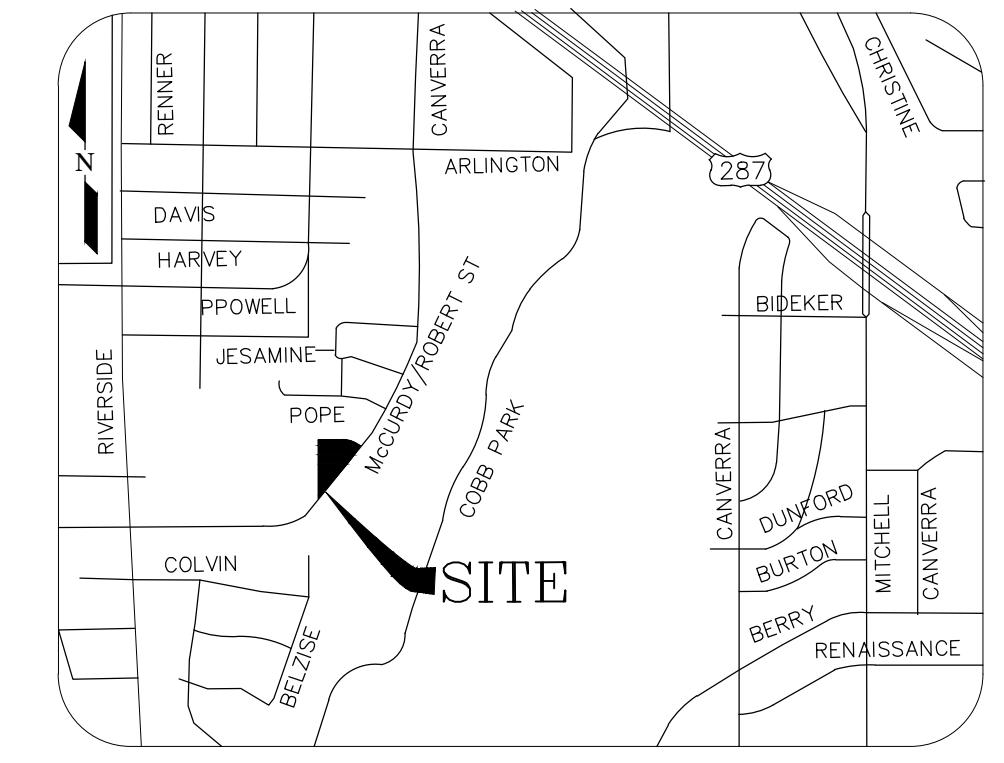 RENNER
CANVERRA
CHRISTINE
N
ARLINGTON
287
DAVIS
HARVEY
PPOWELL
BIDEKER
JESAMINE
RIVERSIDE
McCURDY/ROBERT ST
POPE
COBB PARK
CANVERRA
DUNFORD
MITCHELL
CANVERRA
BURTON
COLVIN
SITE
BERRY
BELZISE
RENAISSANCE